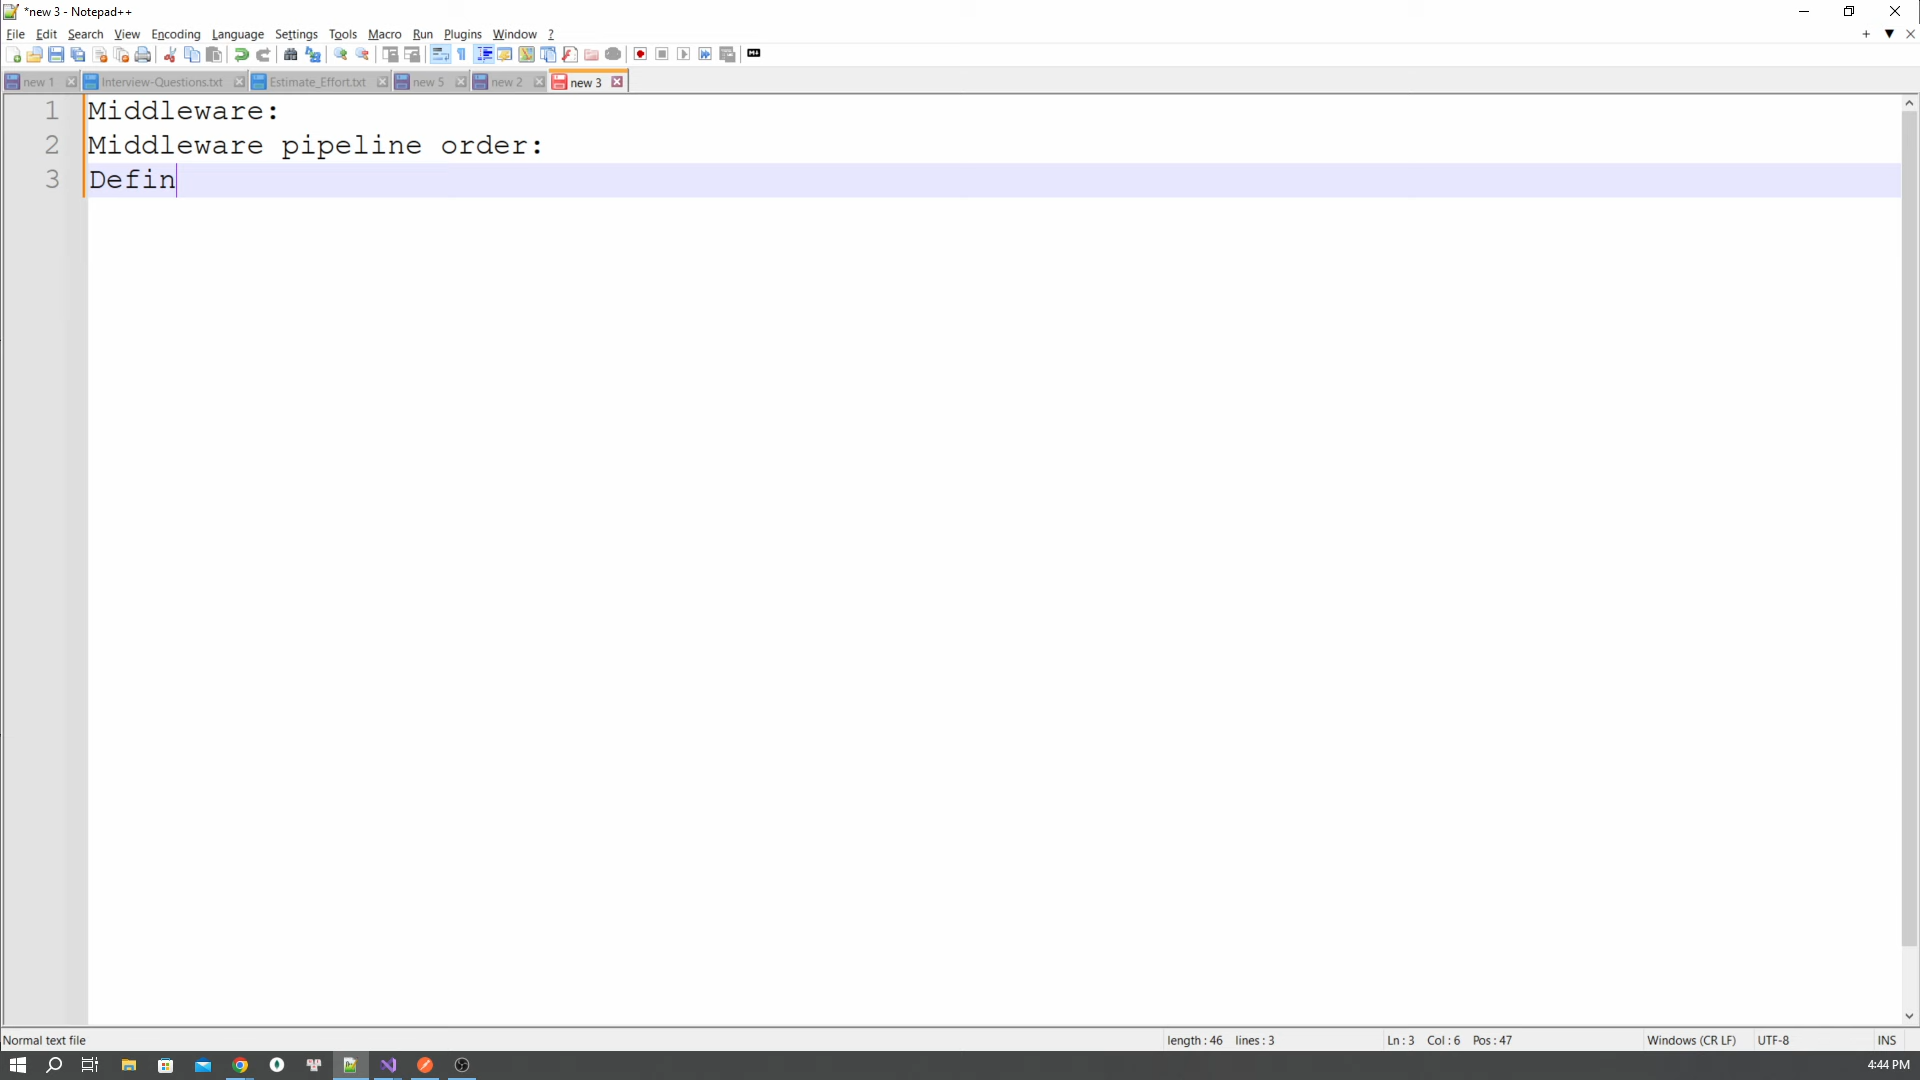 *new 3 - Notepad++
File Edit Search View Encoding Language Settings Tools Macro Run Plugins Window ?
new 1 Interview-Questions.txt Estimate_Effort.txt new 5 new 2 new 3
1 Middleware:
2 Middleware pipeline order:
3 Defin
Normal text file length : 46 lines : 3 Ln : 3 Col : 6 Pos : 47 Windows (CR LF) UTF-8 INS
4:44 PM